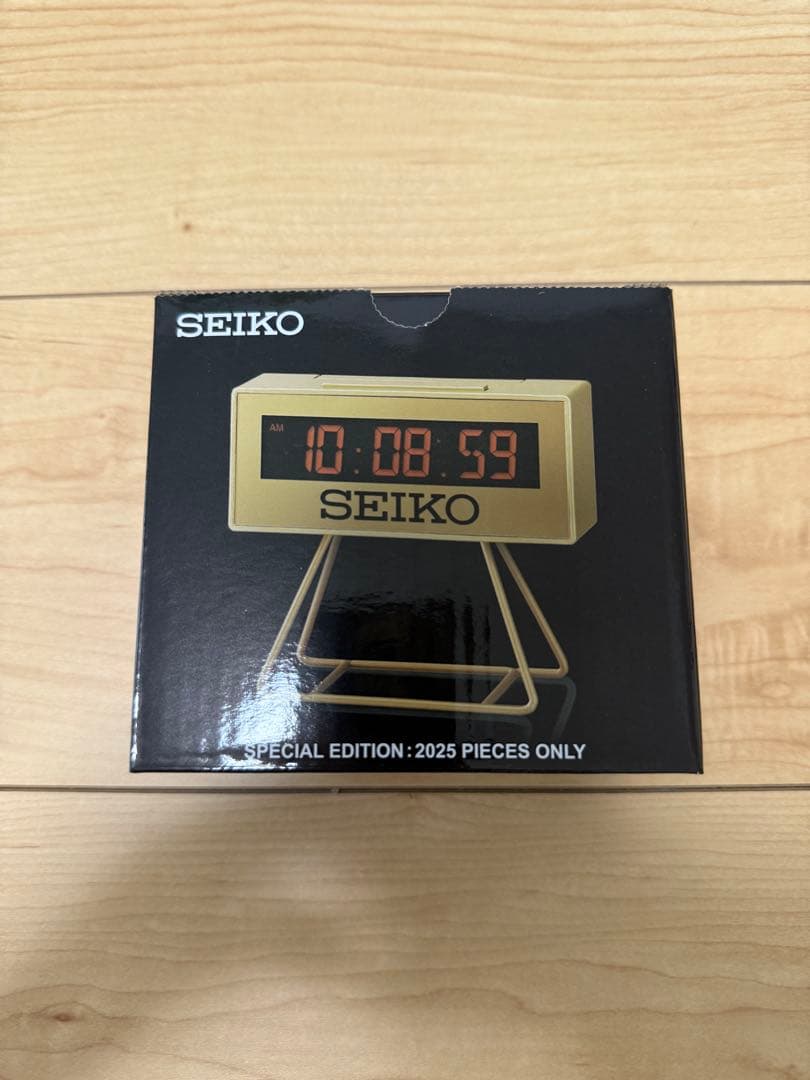 SEIKO
AM
10:08:59
SEIKO
SPECIAL EDITION: 2025 PIECES ONLY